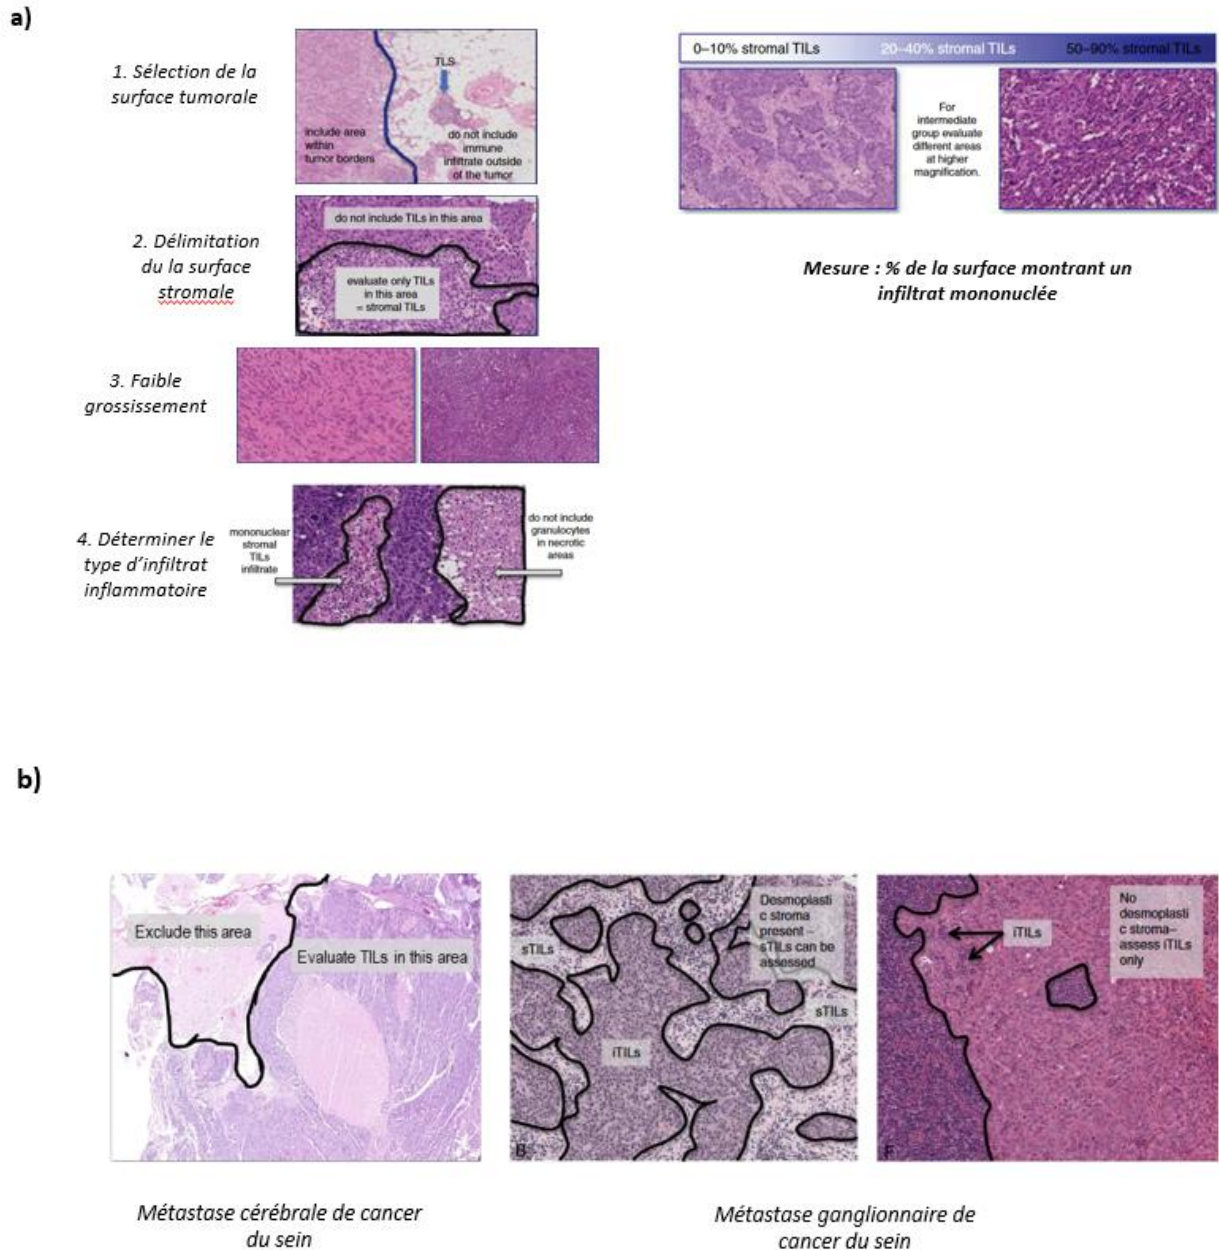 a)
1. Sélection de la
surface tumorale
TLS
include area
within
tumor borders
do not include
immune
infiltrate outside
of the tumor
2. Délimitation
du la surface
stromale
do not include TILs in this area
evaluate only TILs
in this area
= stromal TILs
3. Faible
grossissement
4. Déterminer le
type d’infiltrat
inflammatoire
mononuclear
stromal
TILs
infiltrate
do not include
granulocytes
in necrotic
areas
0–10% stromal TILs
20–40% stromal TILs
50–90% stromal TILs
For
intermediate
group evaluate
different areas
at higher
magnification.
Mesure : % de la surface montrant un
infiltrat mononuclée
b)
Exclude this area
Evaluate TILs in this area
Métastase cérébrale de cancer
du sein
sTILs
Desmoplasti
c stroma
present –
sTILs can be
assessed
sTILs
iTILs
B
iTILs
No
desmoplasti
c stroma–
assess iTILs
only
F
Métastase ganglionnaire de
cancer du sein